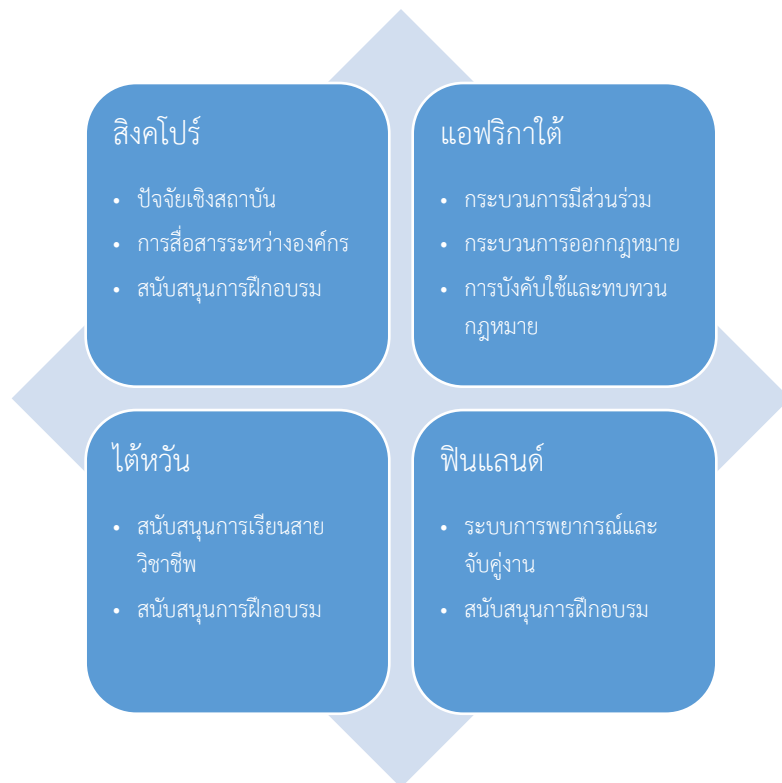 สิงคโปร์
• ปัจจัยเชิงสถาบัน
• การสื่อสารระหว่างองค์กร
• สนับสนุนการฝึกอบรม
แอฟริกาใต้
• กระบวนการมีส่วนร่วม
• กระบวนการออกกฎหมาย
• การบังคับใช้และทบทวน
กฎหมาย
ไต้หวัน
• สนับสนุนการเรียนสาย
วิชาชีพ
• สนับสนุนการฝึกอบรม
ฟินแลนด์
• ระบบการพยากรณ์และ
จับคู่งาน
• สนับสนุนการฝึกอบรม